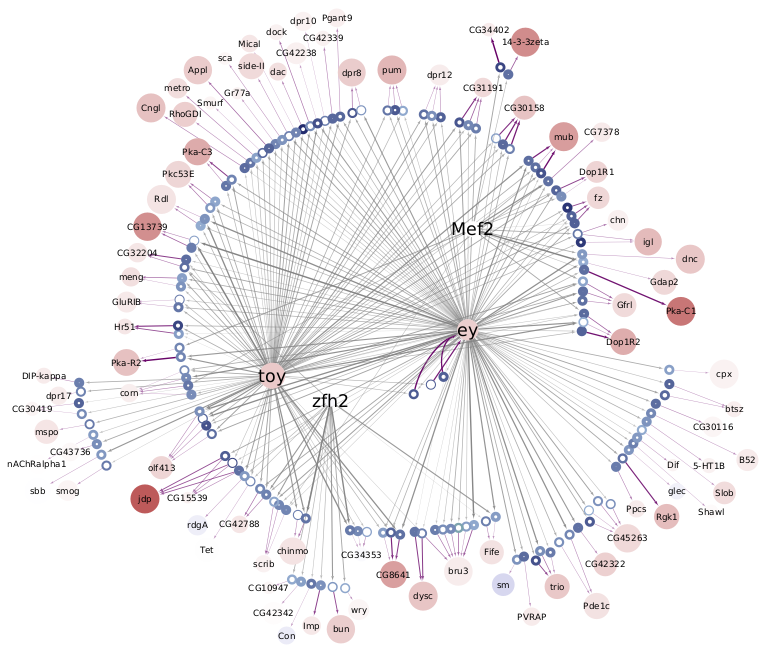 Pgant9
dpr10
CG34402
dock
CG42339
14-3-3zeta
Mical
CG42238
sca
side-II
dac
dpr8
pum
dpr12
Appl
metro
Gr77a
CG31191
Cngl
Smurf
RhoGDI
CG30158
mub
CG7378
Pka-C3
Pkc53E
Dop1R1
Rdl
fz
chn
CG13739
Mef2
igl
CG32204
dnc
meng
Gdap2
GluRIB
Gfrl
Pka-C1
Hr51
ey
Dop1R2
Pka-R2
DIP-kappa
toy
cpx
dpr17
corn
zfh2
CG30419
btsz
mspo
CG30116
CG43736
nAChRalpha1
olf413
Dif
5-HT1B
B52
sbb
smog
jdp
CG15539
glec
Slob
Ppcs
Shawl
rdgA
CG42788
Rgk1
Tet
chinmo
CG34353
Fife
CG45263
scrib
CG8641
bru3
CG42322
CG10947
sm
trio
dysc
CG42342
wry
Pde1c
Imp
PVRAP
Con
bun